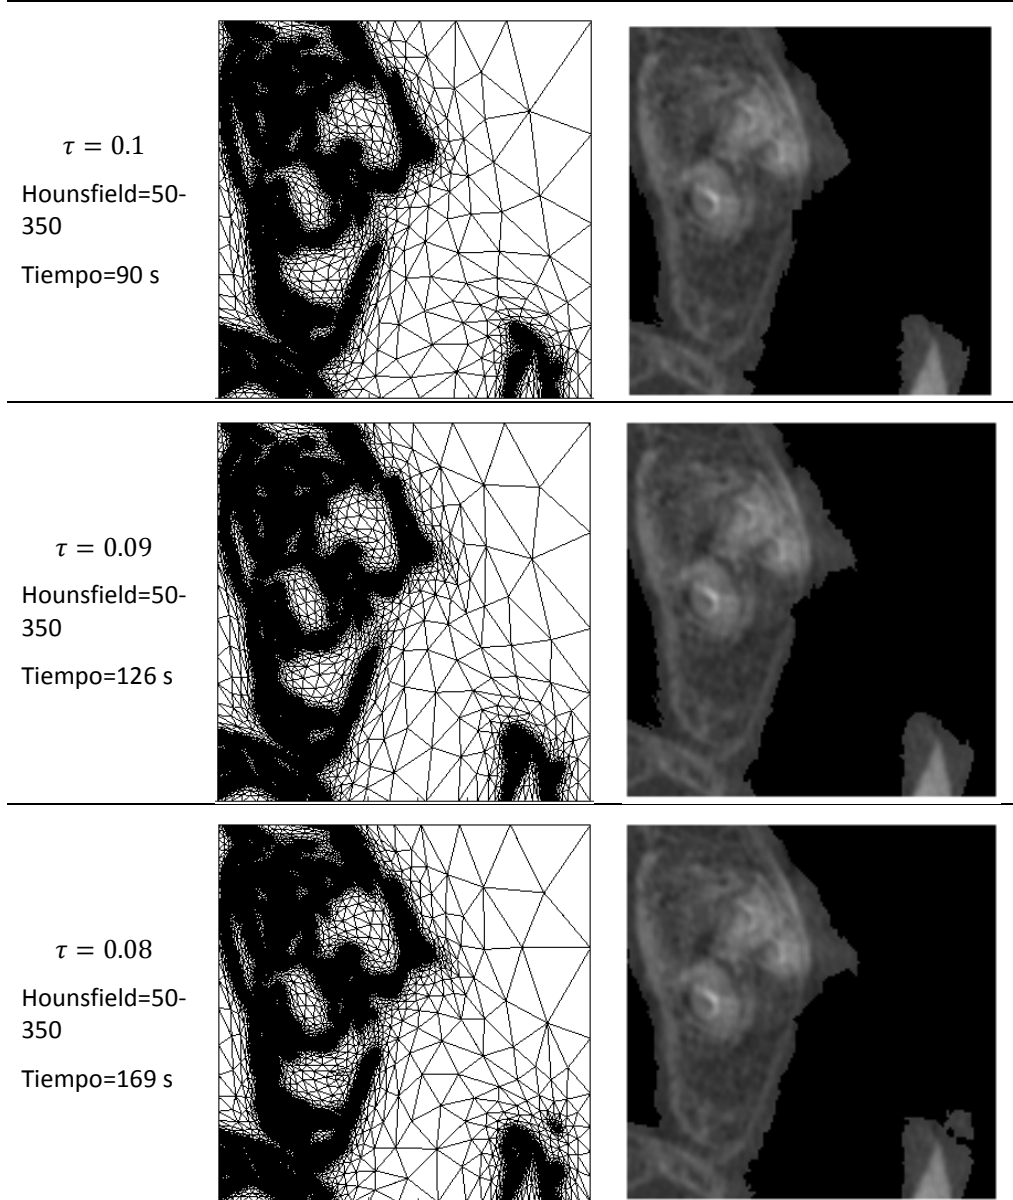 τ = 0.1
Hounsfield=50-
350
Tiempo=90 s
τ = 0.09
Hounsfield=50-
350
Tiempo=126 s
τ = 0.08
Hounsfield=50-
350
Tiempo=169 s